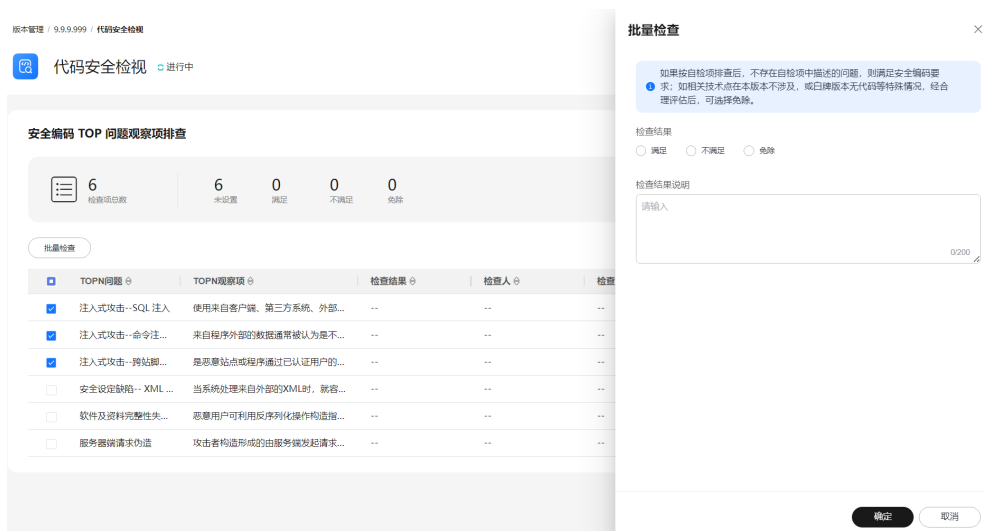 版本管理 / 9.9.9.999 / 代码安全检视
代码安全检视 进行中
安全编码 TOP 问题观察项排查
6 检查项总数
6 未设置
0 满足
0 不满足
0 免除
批量检查
TOPN问题 TOPN观察项 检查结果 检查人 检查
注入式攻击--SQL 注入 使用来自客户端、第三方系统、外部... -- -- --
注入式攻击--命令注... 来自程序外部的数据通常被认为是不... -- -- --
注入式攻击--跨站脚... 是恶意站点或程序通过已认证用户的... -- -- --
安全设定缺陷-- XML ... 当系统处理来自外部的XML时，就容... -- -- --
软件及资料完整性失... 恶意用户可利用反序列化操作构造指... -- -- --
服务器端请求伪造 攻击者构造形成的由服务端发起请求... -- -- --
批量检查
如果按自检项排查后，不存在自检项中描述的问题，则满足安全编码要
求；如相关技术点在本版本不涉及，或白牌版本无代码等特殊情况，经合
理评估后，可选择免除。
检查结果
满足 不满足 免除
检查结果说明
请输入
0/200
确定 取消